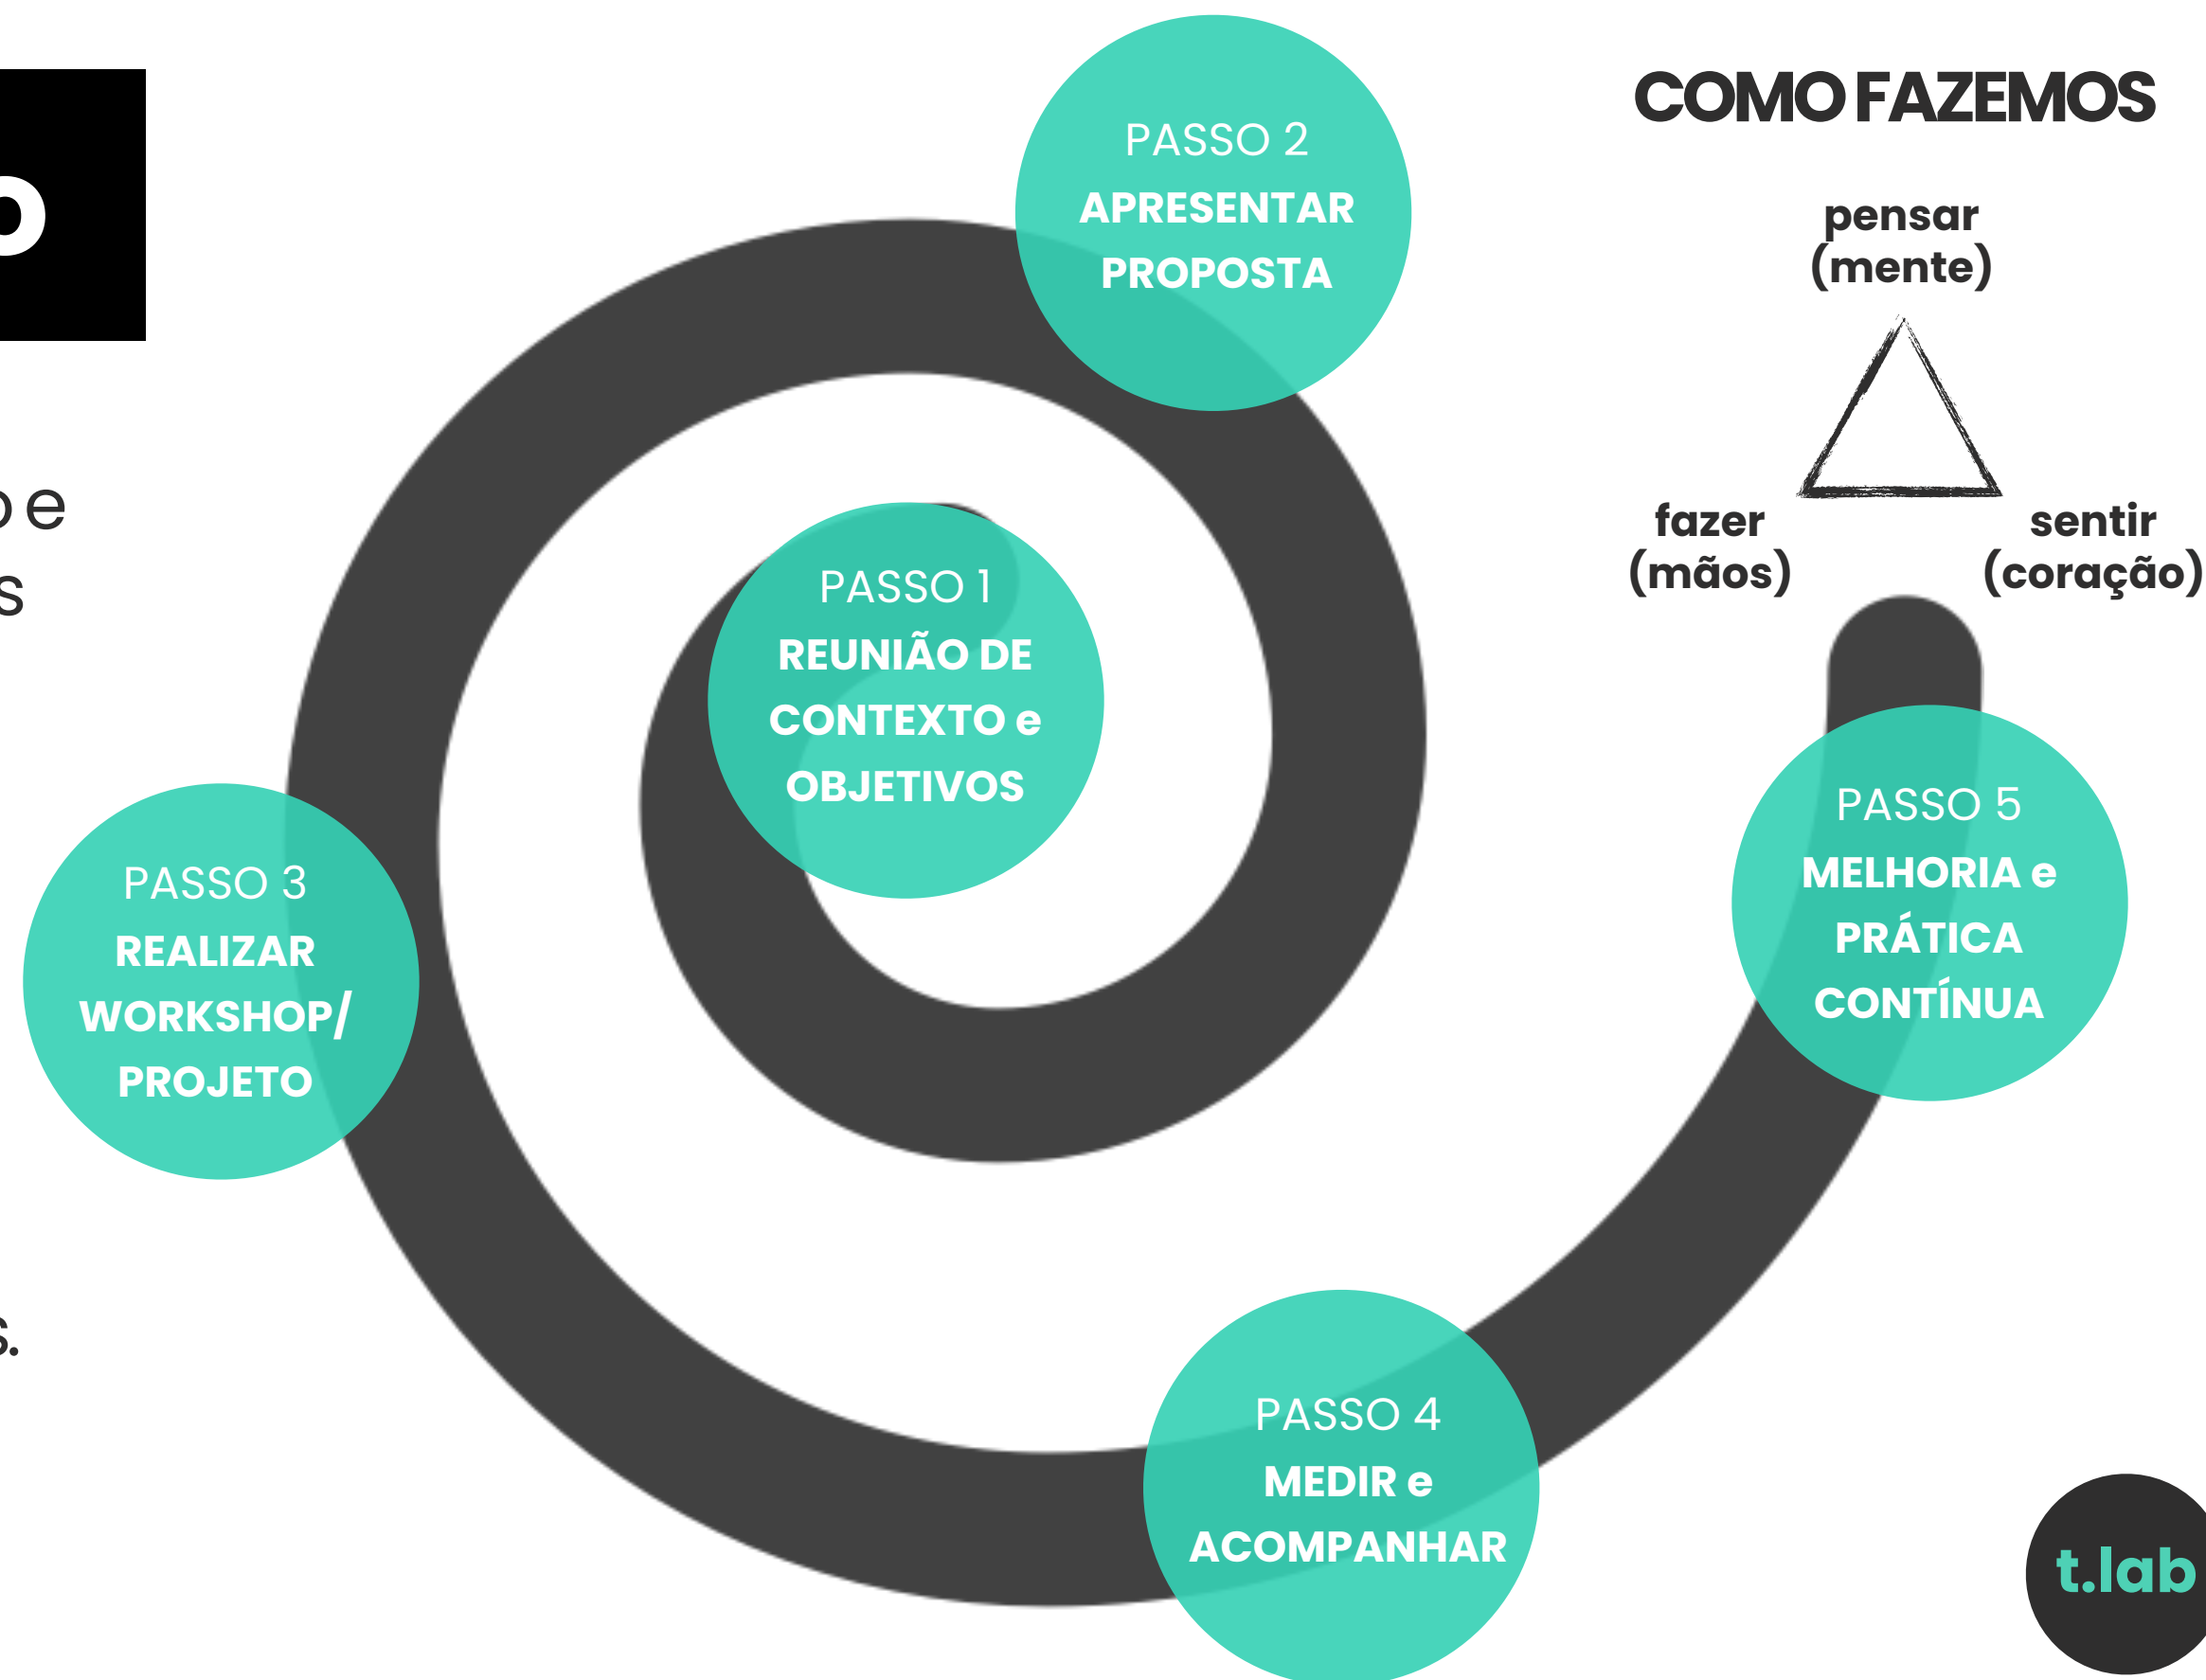 COMO FAZEMOS
pensar
(mente)
fazer
(mãos)
sentir
(coração)
PASSO 1
REUNIÃO DE
CONTEXTO e
OBJETIVOS
PASSO 2
APRESENTAR
PROPOSTA
PASSO 3
REALIZAR
WORKSHOP/
PROJETO
PASSO 4
MEDIR e
ACOMPANHAR
PASSO 5
MELHORIA e
PRÁTICA
CONTÍNUA
t.lab